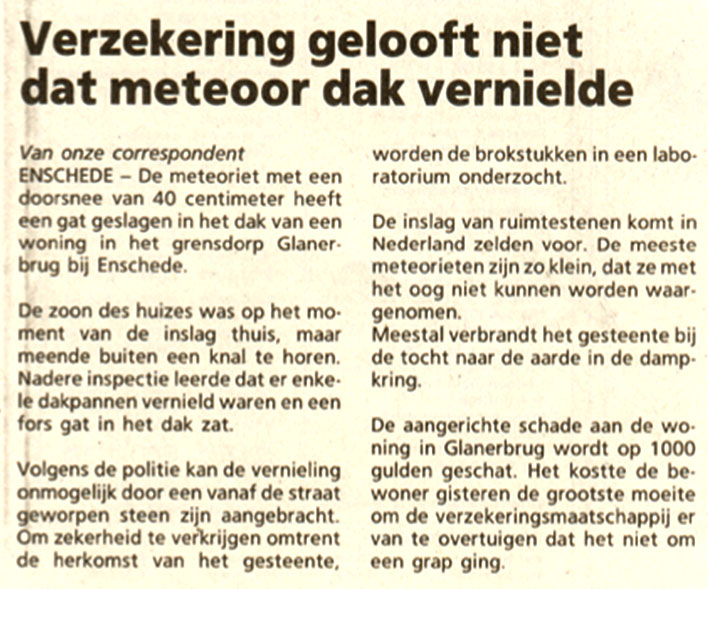 Verzekering gelooft niet
dat meteoor dak vernielde
Van onze correspondent
ENSCHEDE – De meteoriet met een
doorsnee van 40 centimeter heeft
een gat geslagen in het dak van een
woning in het grensdorp Glaner-
brug bij Enschede.
De zoon des huizes was op het mo-
ment van de inslag thuis, maar
meende buiten een knal te horen.
Nadere inspectie leerde dat er enke-
le dakpannen vernield waren en een
fors gat in het dak zat.
Volgens de politie kan de vernieling
onmogelijk door een vanaf de straat
geworpen steen zijn aangebracht.
Om zekerheid te verkrijgen omtrent
de herkomst van het gesteente,
worden de brokstukken in een labo-
ratorium onderzocht.
De inslag van ruimtestenen komt in
Nederland zelden voor. De meeste
meteorieten zijn zo klein, dat ze met
het oog niet kunnen worden waar-
genomen.
Meestal verbrandt het gesteente bij
de tocht naar de aarde in de damp-
kring.
De aangerichte schade aan de wo-
ning in Glanerbrug wordt op 1000
gulden geschat. Het kostte de be-
woner gisteren de grootste moeite
om de verzekeringsmaatschappij er
van te overtuigen dat het niet om
een grap ging.